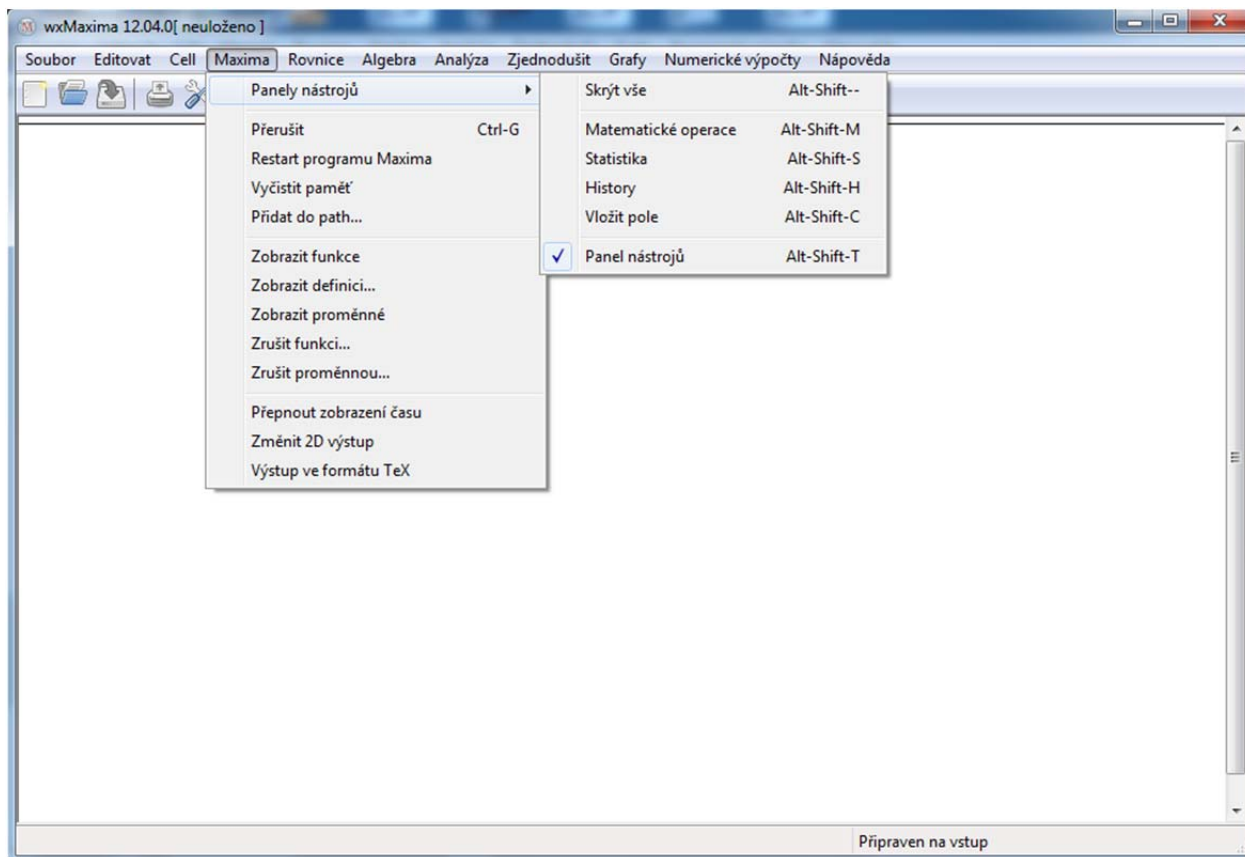 wxMaxima 12.04.0[ neuloženo ]
Soubor Editovat Cell Maxima Rovnice Algebra Analýza Zjednodušit Grafy Numerické výpočty Nápověda
Panely nástrojů
Přerušit Ctrl-G
Restart programu Maxima
Vyčistit paměť
Přidat do path...
Zobrazit funkce
Zobrazit definici...
Zobrazit proměnné
Zrušit funkci...
Zrušit proměnnou...
Přepnout zobrazení času
Změnit 2D výstup
Výstup ve formátu TeX
Skrýt vše Alt-Shift--
Matematické operace Alt-Shift-M
Statistika Alt-Shift-S
History Alt-Shift-H
Vložit pole Alt-Shift-C
Panel nástrojů Alt-Shift-T
Připraven na vstup